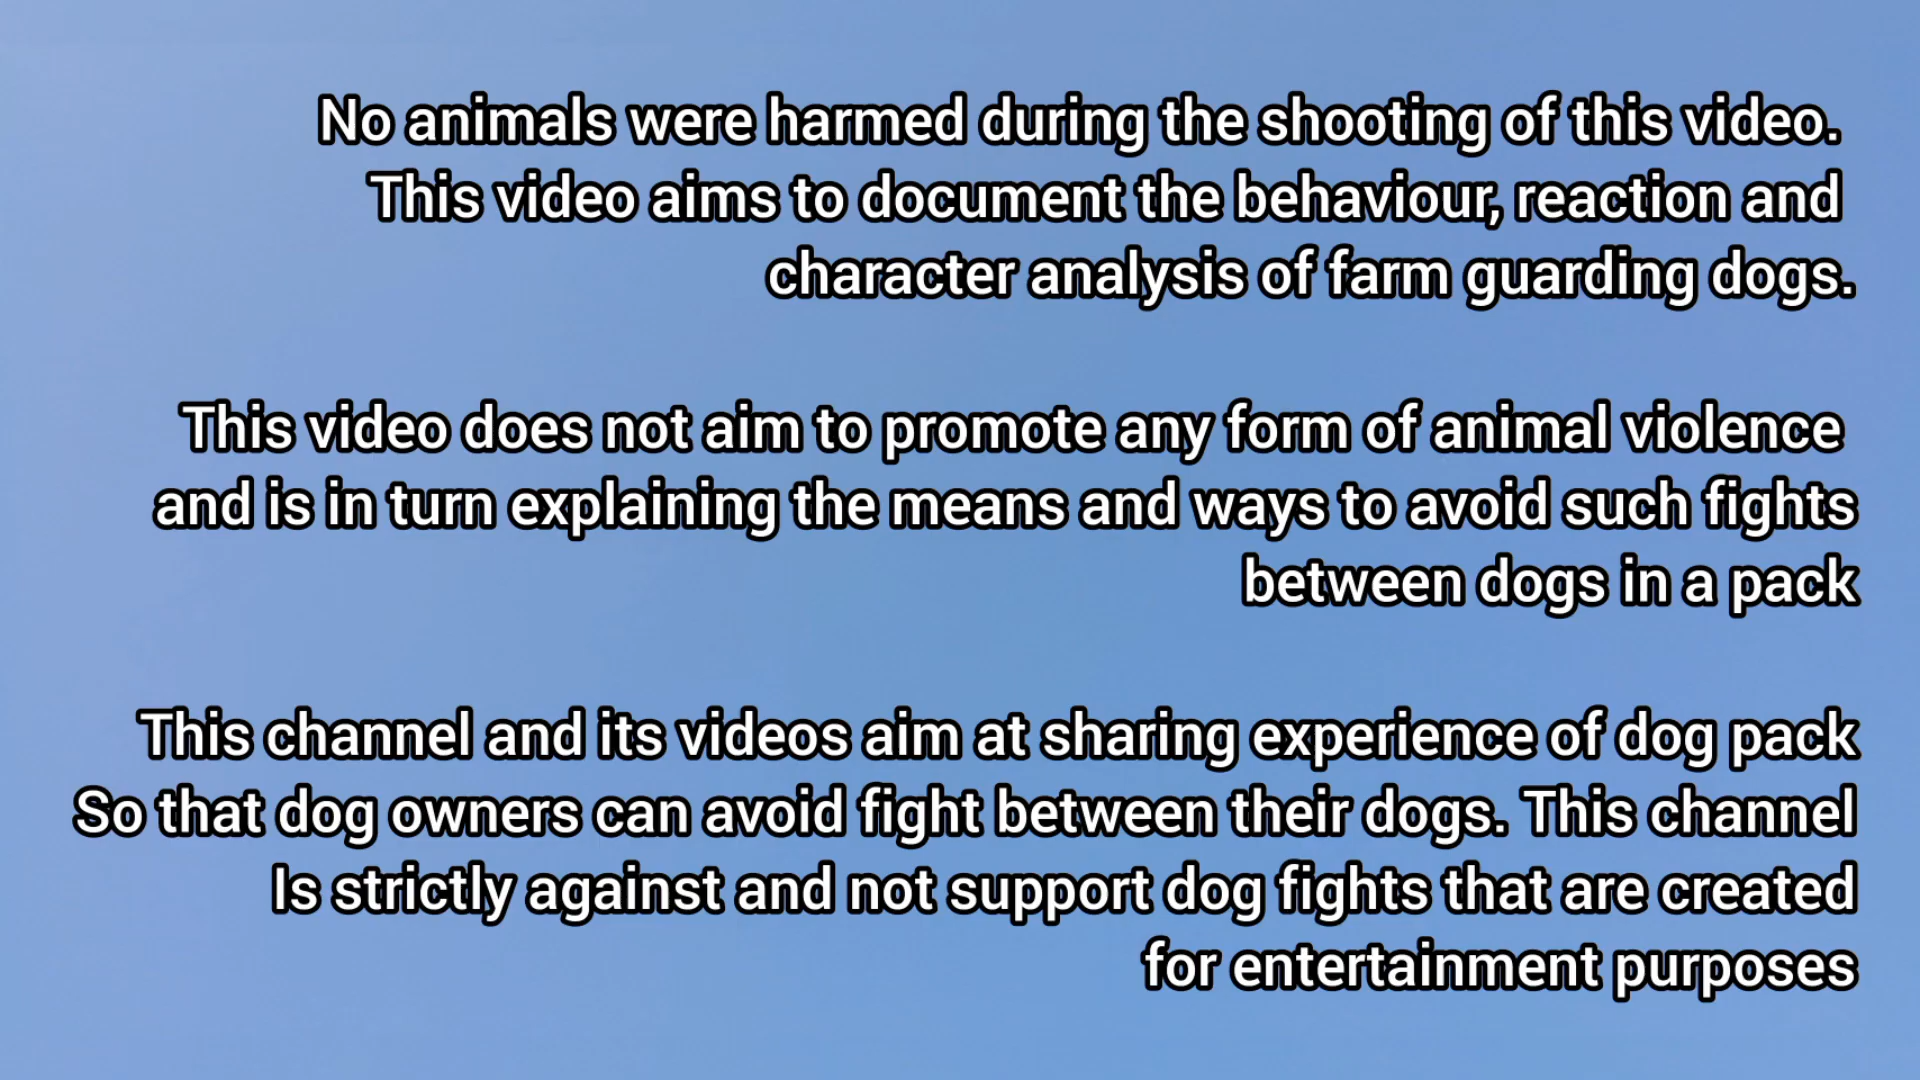 No animals were harmed during the shooting of this video.
This video aims to document the behaviour, reaction and
character analysis of farm guarding dogs.
This video does not aim to promote any form of animal violence
and is in turn explaining the means and ways to avoid such fights
between dogs in a pack
This channel and its videos aim at sharing experience of dog pack
So that dog owners can avoid fight between their dogs. This channel
Is strictly against and not support dog fights that are created
for entertainment purposes